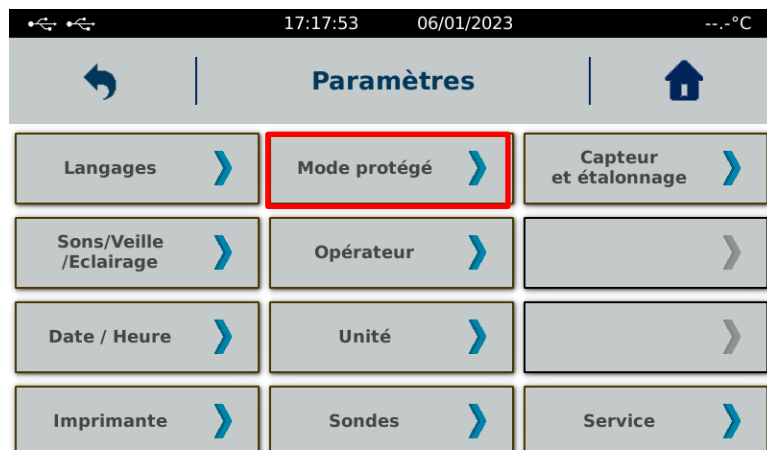 17:17:53 06/01/2023 --.-°C
Paramètres
Langages
Mode protégé
Capteur
et étalonnage
Sons/Veille
/Eclairage
Opérateur
Date / Heure
Unité
Imprimante
Sondes
Service